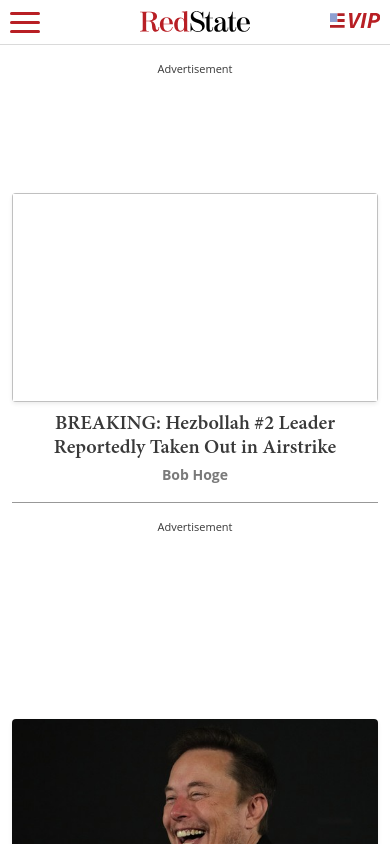 RedState
VIP
Advertisement
BREAKING: Hezbollah #2 Leader
Reportedly Taken Out in Airstrike
Bob Hoge
Advertisement